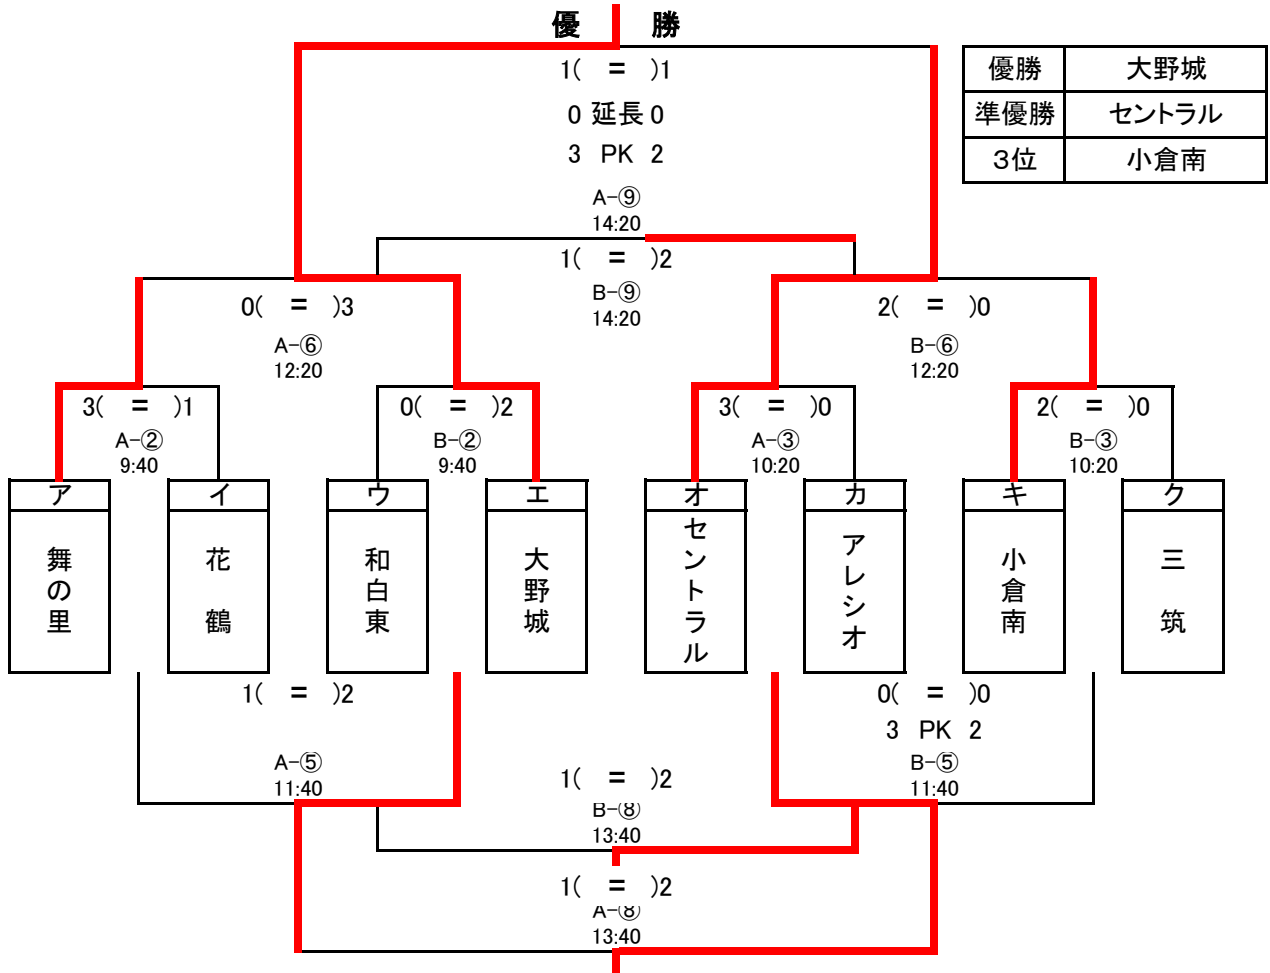 優 勝
1( = )1
0 延長 0
3 PK 2
A-⑨
14:20
優勝 大野城
準優勝 セントラル
3位 小倉南
1( = )2
B-⑨
14:20
0( = )3
A-⑥
12:20
2( = )0
B-⑥
12:20
3( = )1
A-②
9:40
0( = )2
B-②
9:40
3( = )0
A-③
10:20
2( = )0
B-③
10:20
ア イ ウ エ オ カ キ ク
舞の里
花鶴
和白東
大野城
セントラル
アレシオ
小倉南
三筑
1( = )2
A-⑤
11:40
0( = )0
3 PK 2
B-⑤
11:40
1( = )2
B-⑧
13:40
1( = )2
A-⑧
13:40